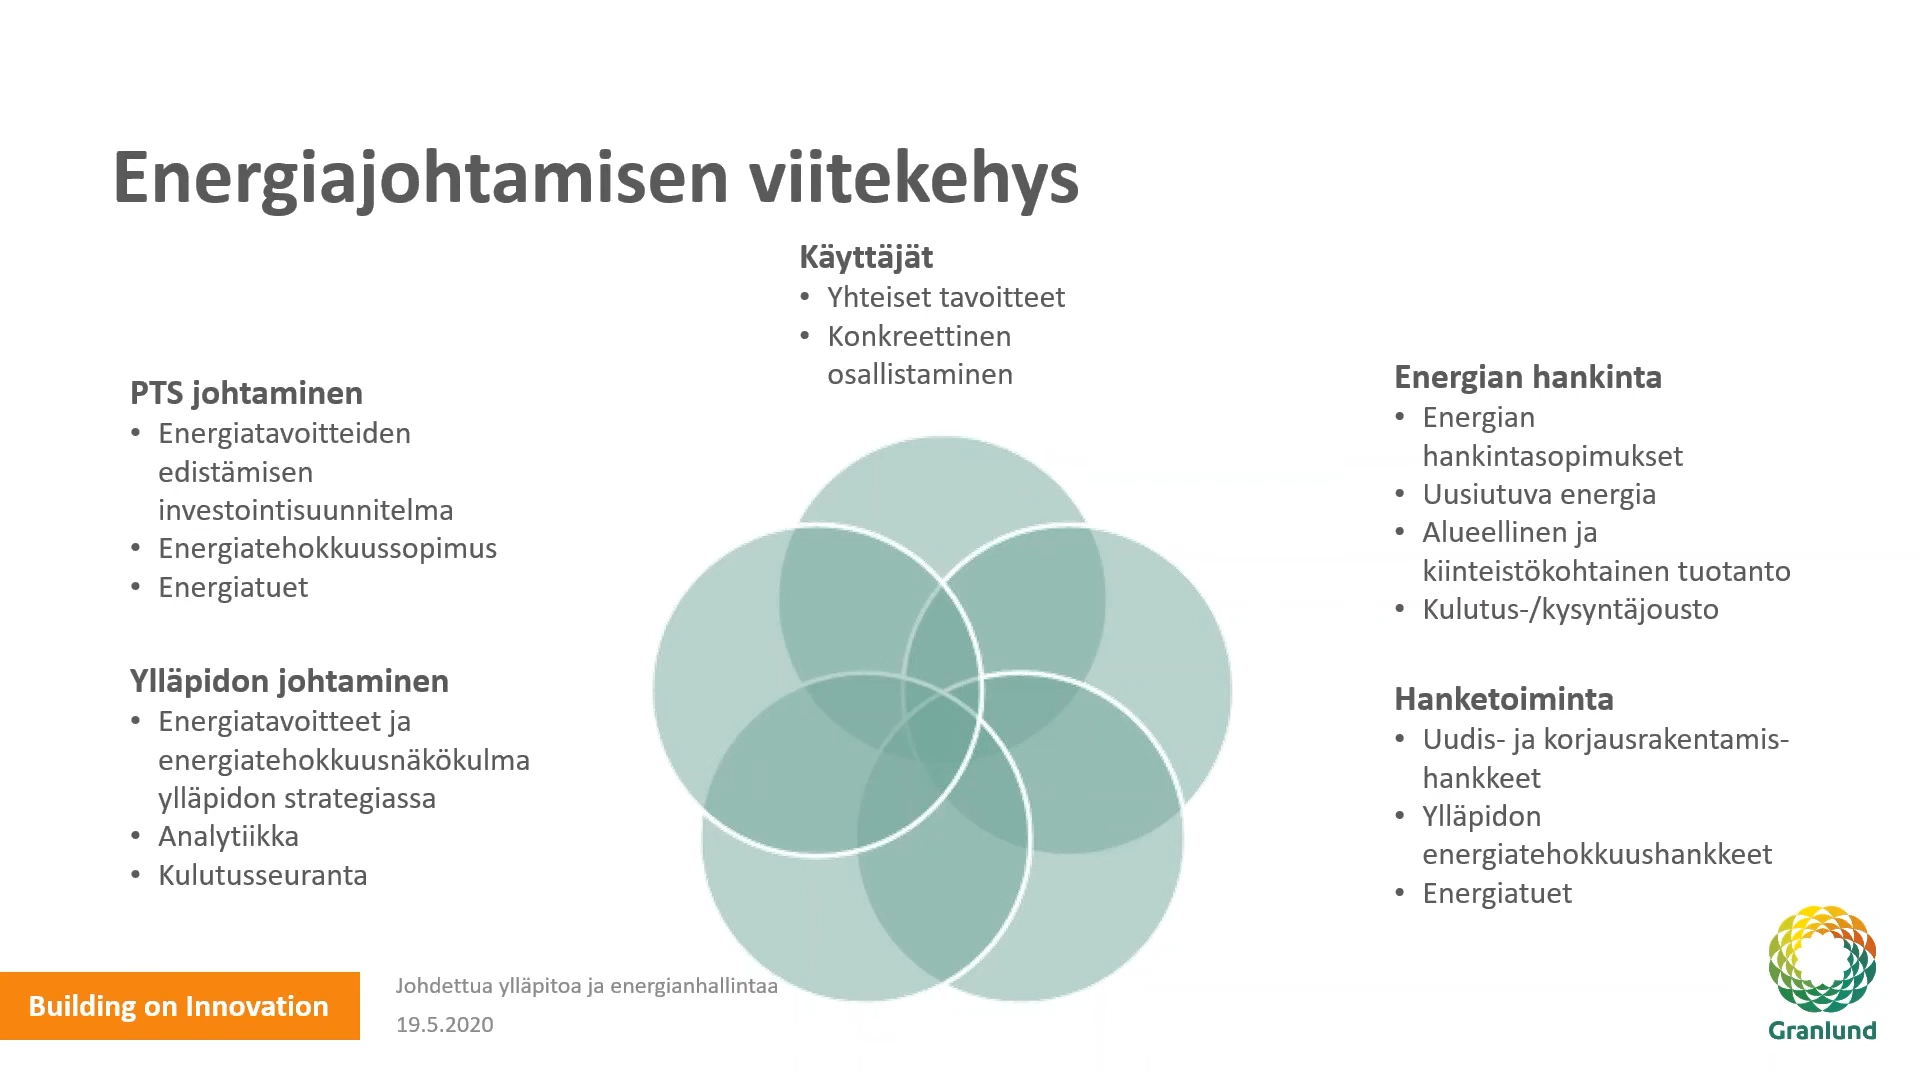 Energiajohtamisen viitekehys
Käyttäjät
• Yhteiset tavoitteet
• Konkreettinen
osallistaminen
PTS johtaminen
• Energiatavoitteiden
edistämisen
investointisuunnitelma
• Energiatehokkuussopimus
• Energiatuet
Ylläpidon johtaminen
• Energiatavoitteet ja
energiatehokkuusnäkökulma
ylläpidon strategiassa
• Analytiikka
• Kulutusseuranta
Energian hankinta
• Energian
hankintasopimukset
• Uusiutuva energia
• Alueellinen ja
kiinteistökohtainen tuotanto
• Kulutus-/kysyntäjousto
Hanketoiminta
• Uudis- ja korjausrakentamis-
hankkeet
• Ylläpidon
energiatehokkuushankkeet
• Energiatuet
Building on Innovation
Johdettua ylläpitoa ja energianhallintaa
19.5.2020
Granlund